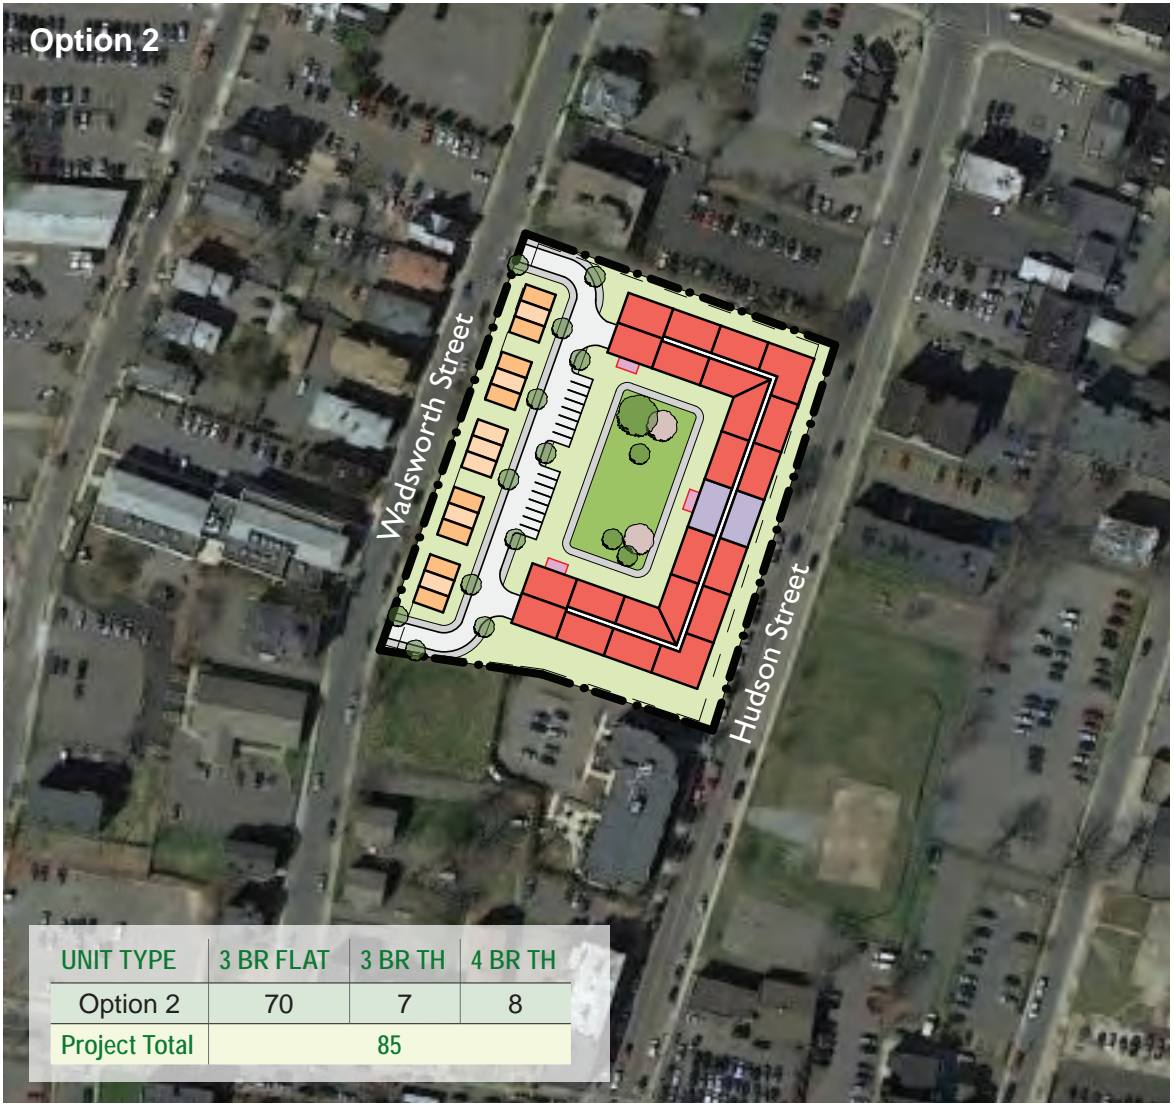 Option 2
Wadsworth Street
Hudson Street
UNIT TYPE 3 BR FLAT 3 BR TH 4 BR TH
Option 2 70 7 8
Project Total 85